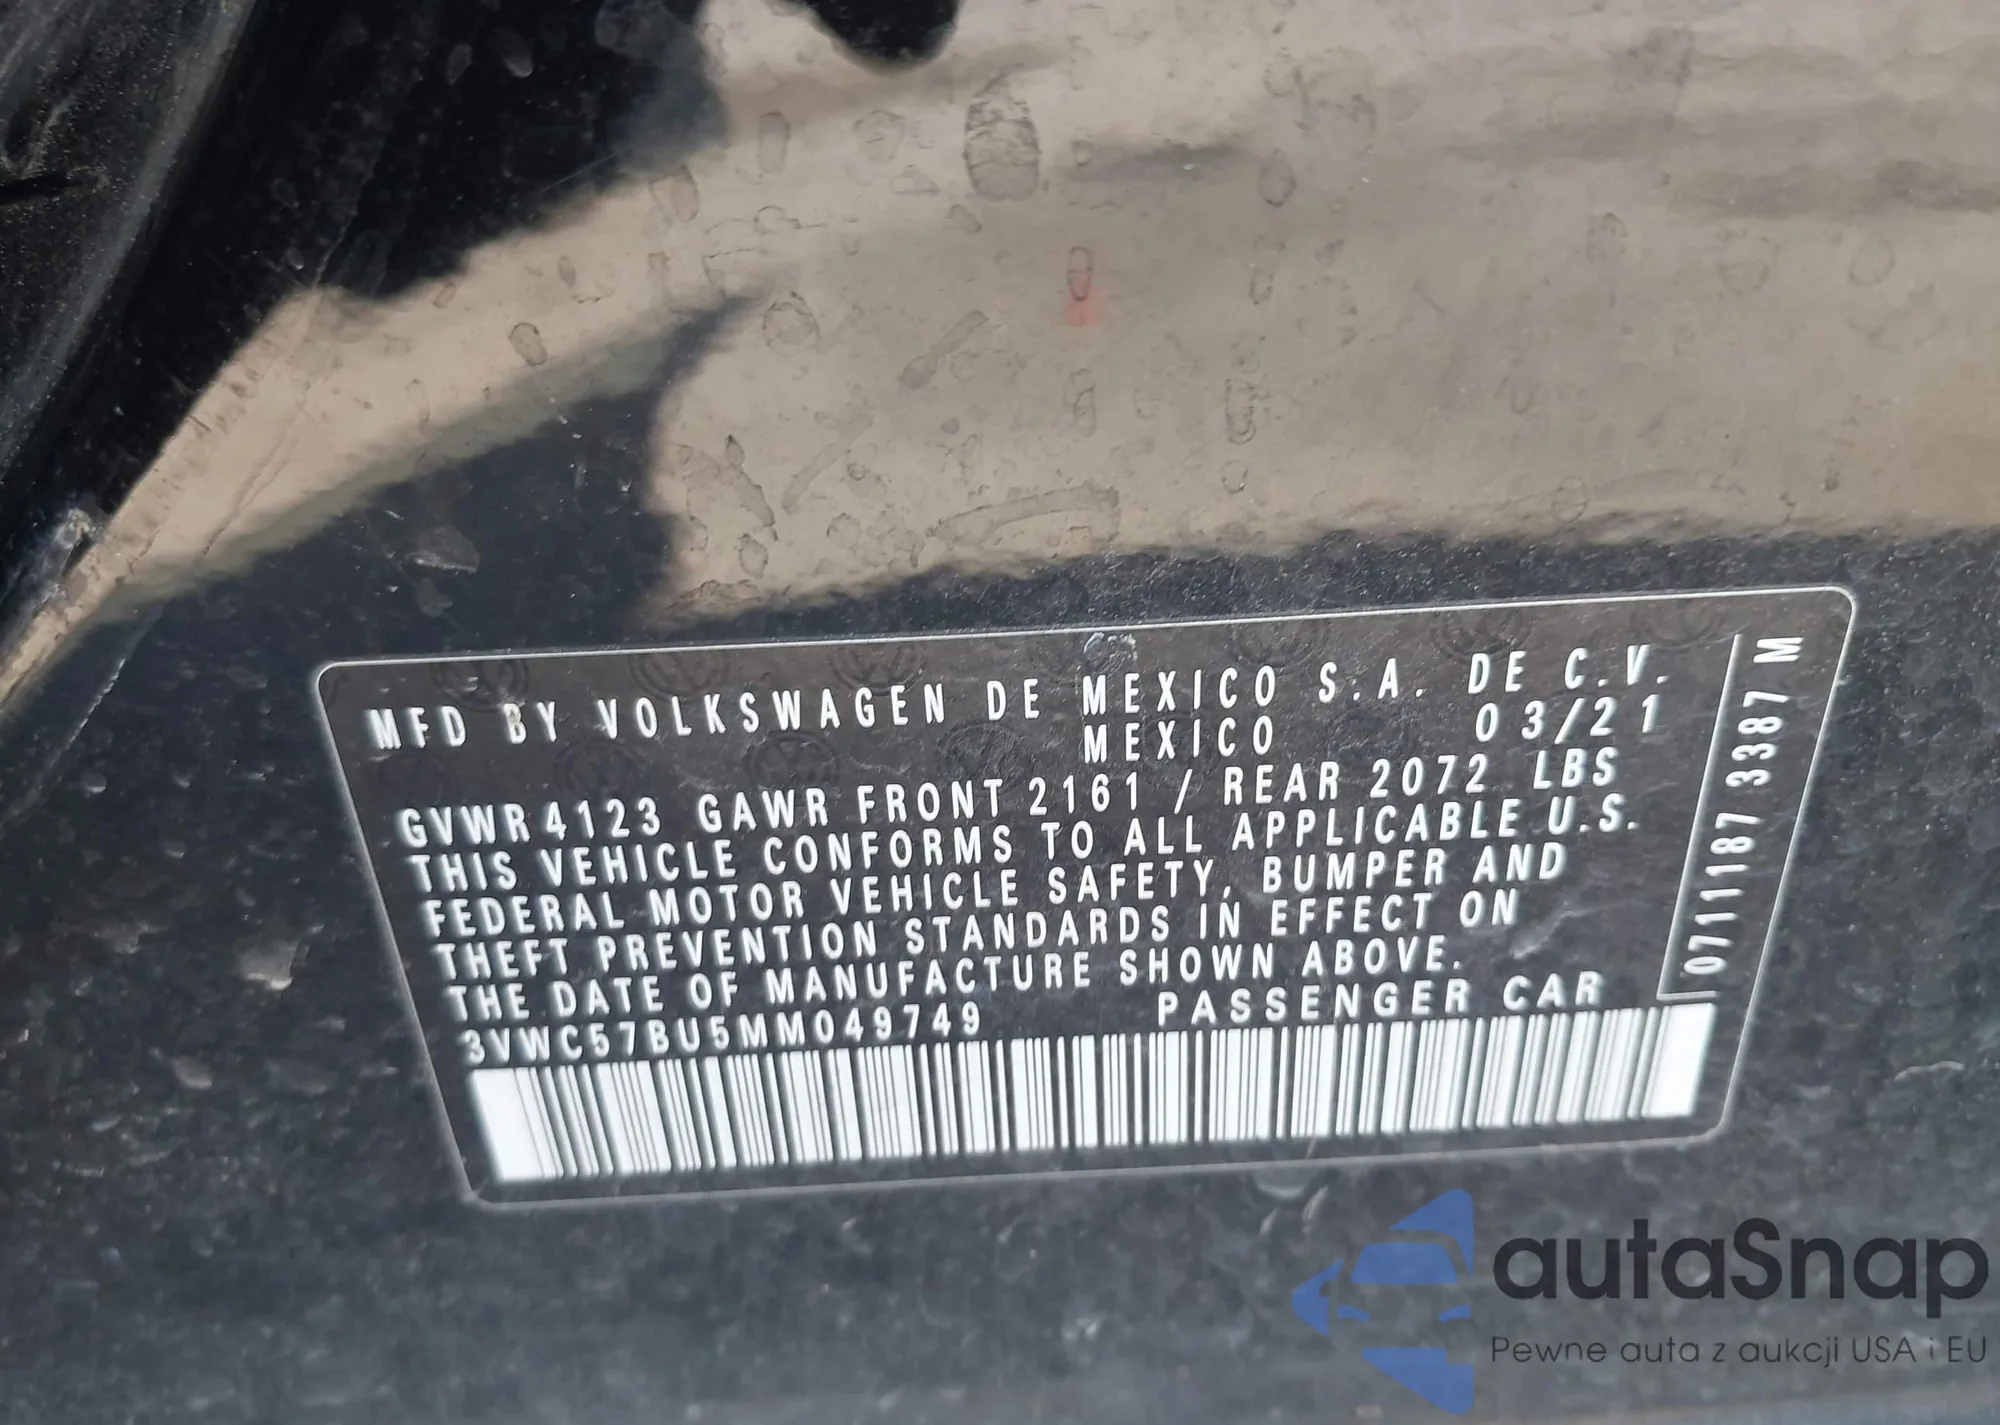 MFD BY VOLKSWAGEN DE MEXICO S.A. DE C.V.
MEXICO 03/21
GVWR 4123 GAWR FRONT 2161 / REAR 2072 LBS
THIS VEHICLE CONFORMS TO ALL APPLICABLE U.S.
FEDERAL MOTOR VEHICLE SAFETY, BUMPER AND
THEFT PREVENTION STANDARDS IN EFFECT ON
THE DATE OF MANUFACTURE SHOWN ABOVE.
3VWC57BU5MM049749 PASSENGER CAR
0711187 3387 M
autaSnap
Pewne auta z aukcji USA i EU